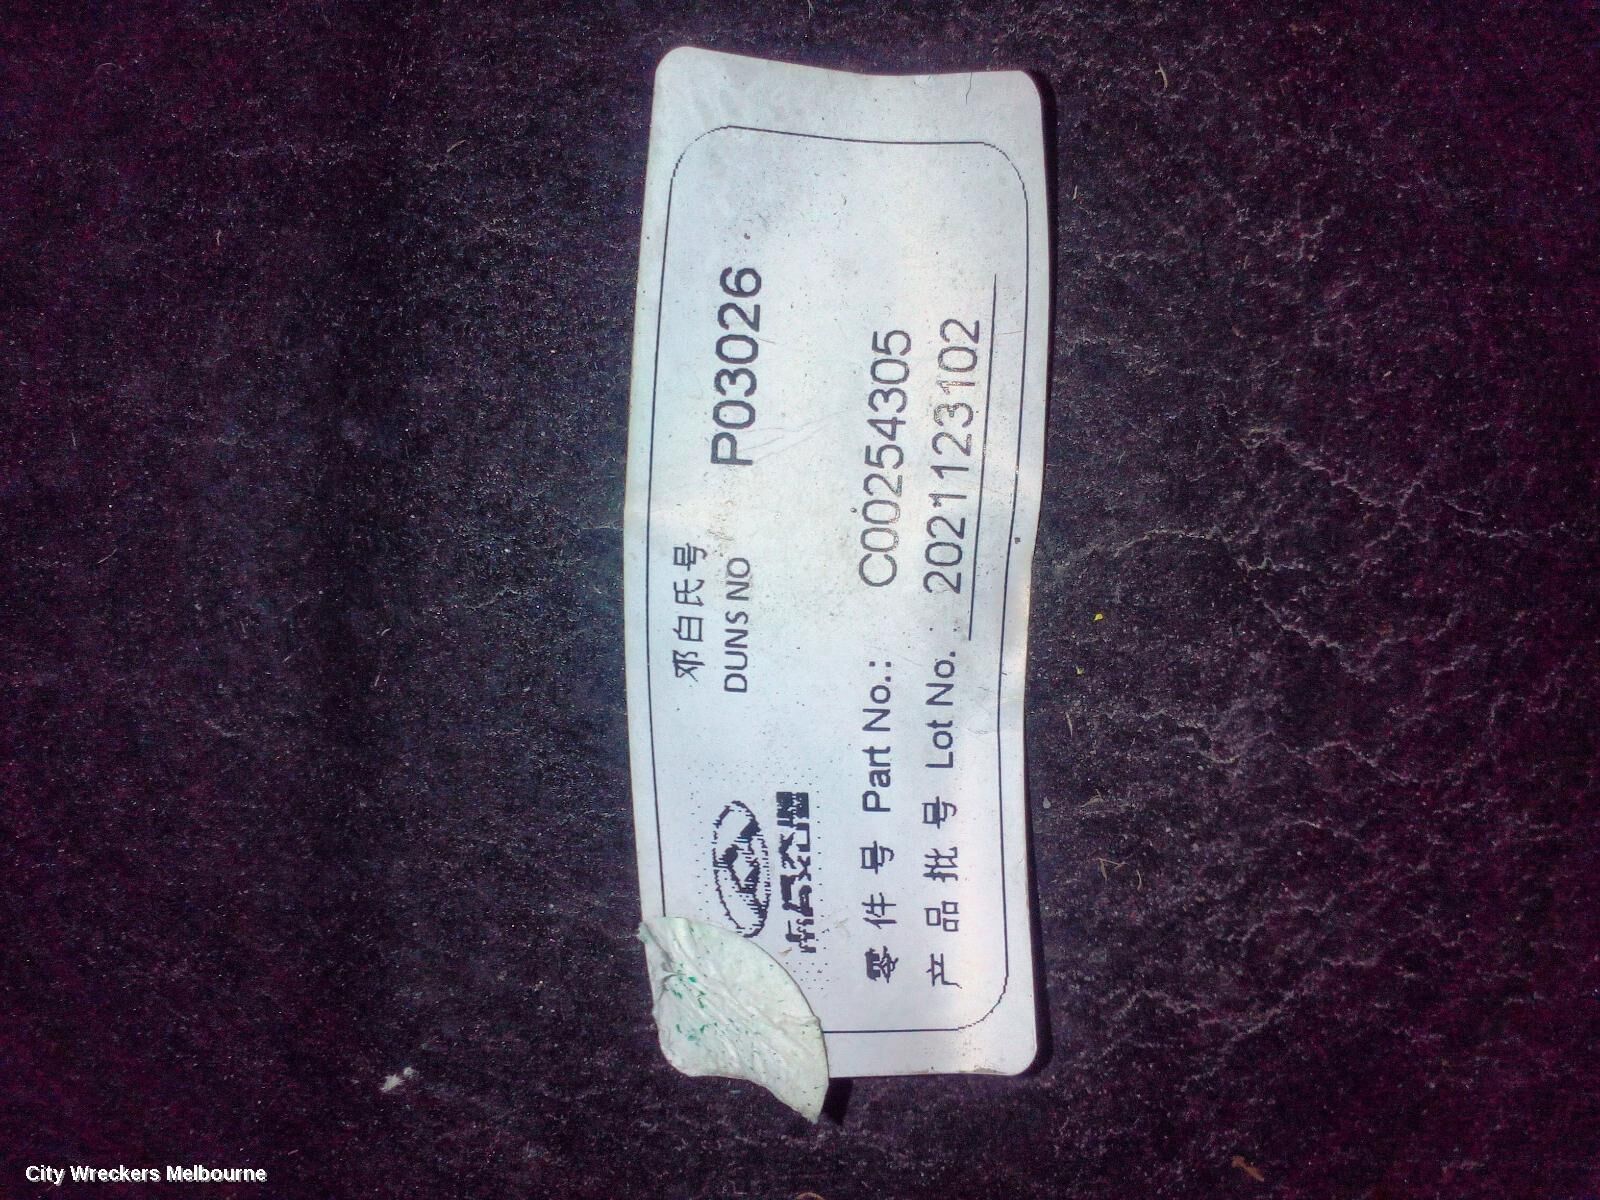 邓白氏号
DUNS NO P03026
MAXUS
零件号 Part No.: C00254305
产品批号 Lot No. 2021123102
City Wreckers Melbourne